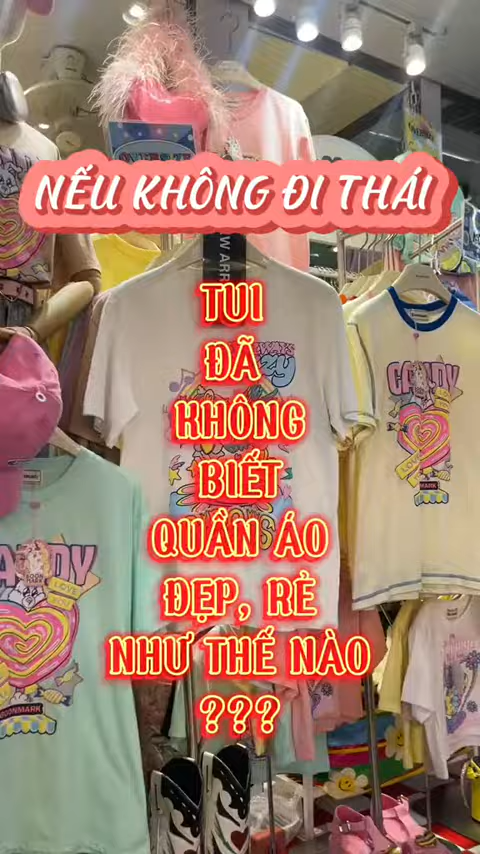 NẾU KHÔNG ĐI THÁI
TUI
ĐÃ
KHÔNG
BIẾT
QUẦN ÁO
ĐẸP, RẺ
NHƯ THẾ NÀO
???
CANDY
LOVE
CANDY
LOVE
BOONMARK